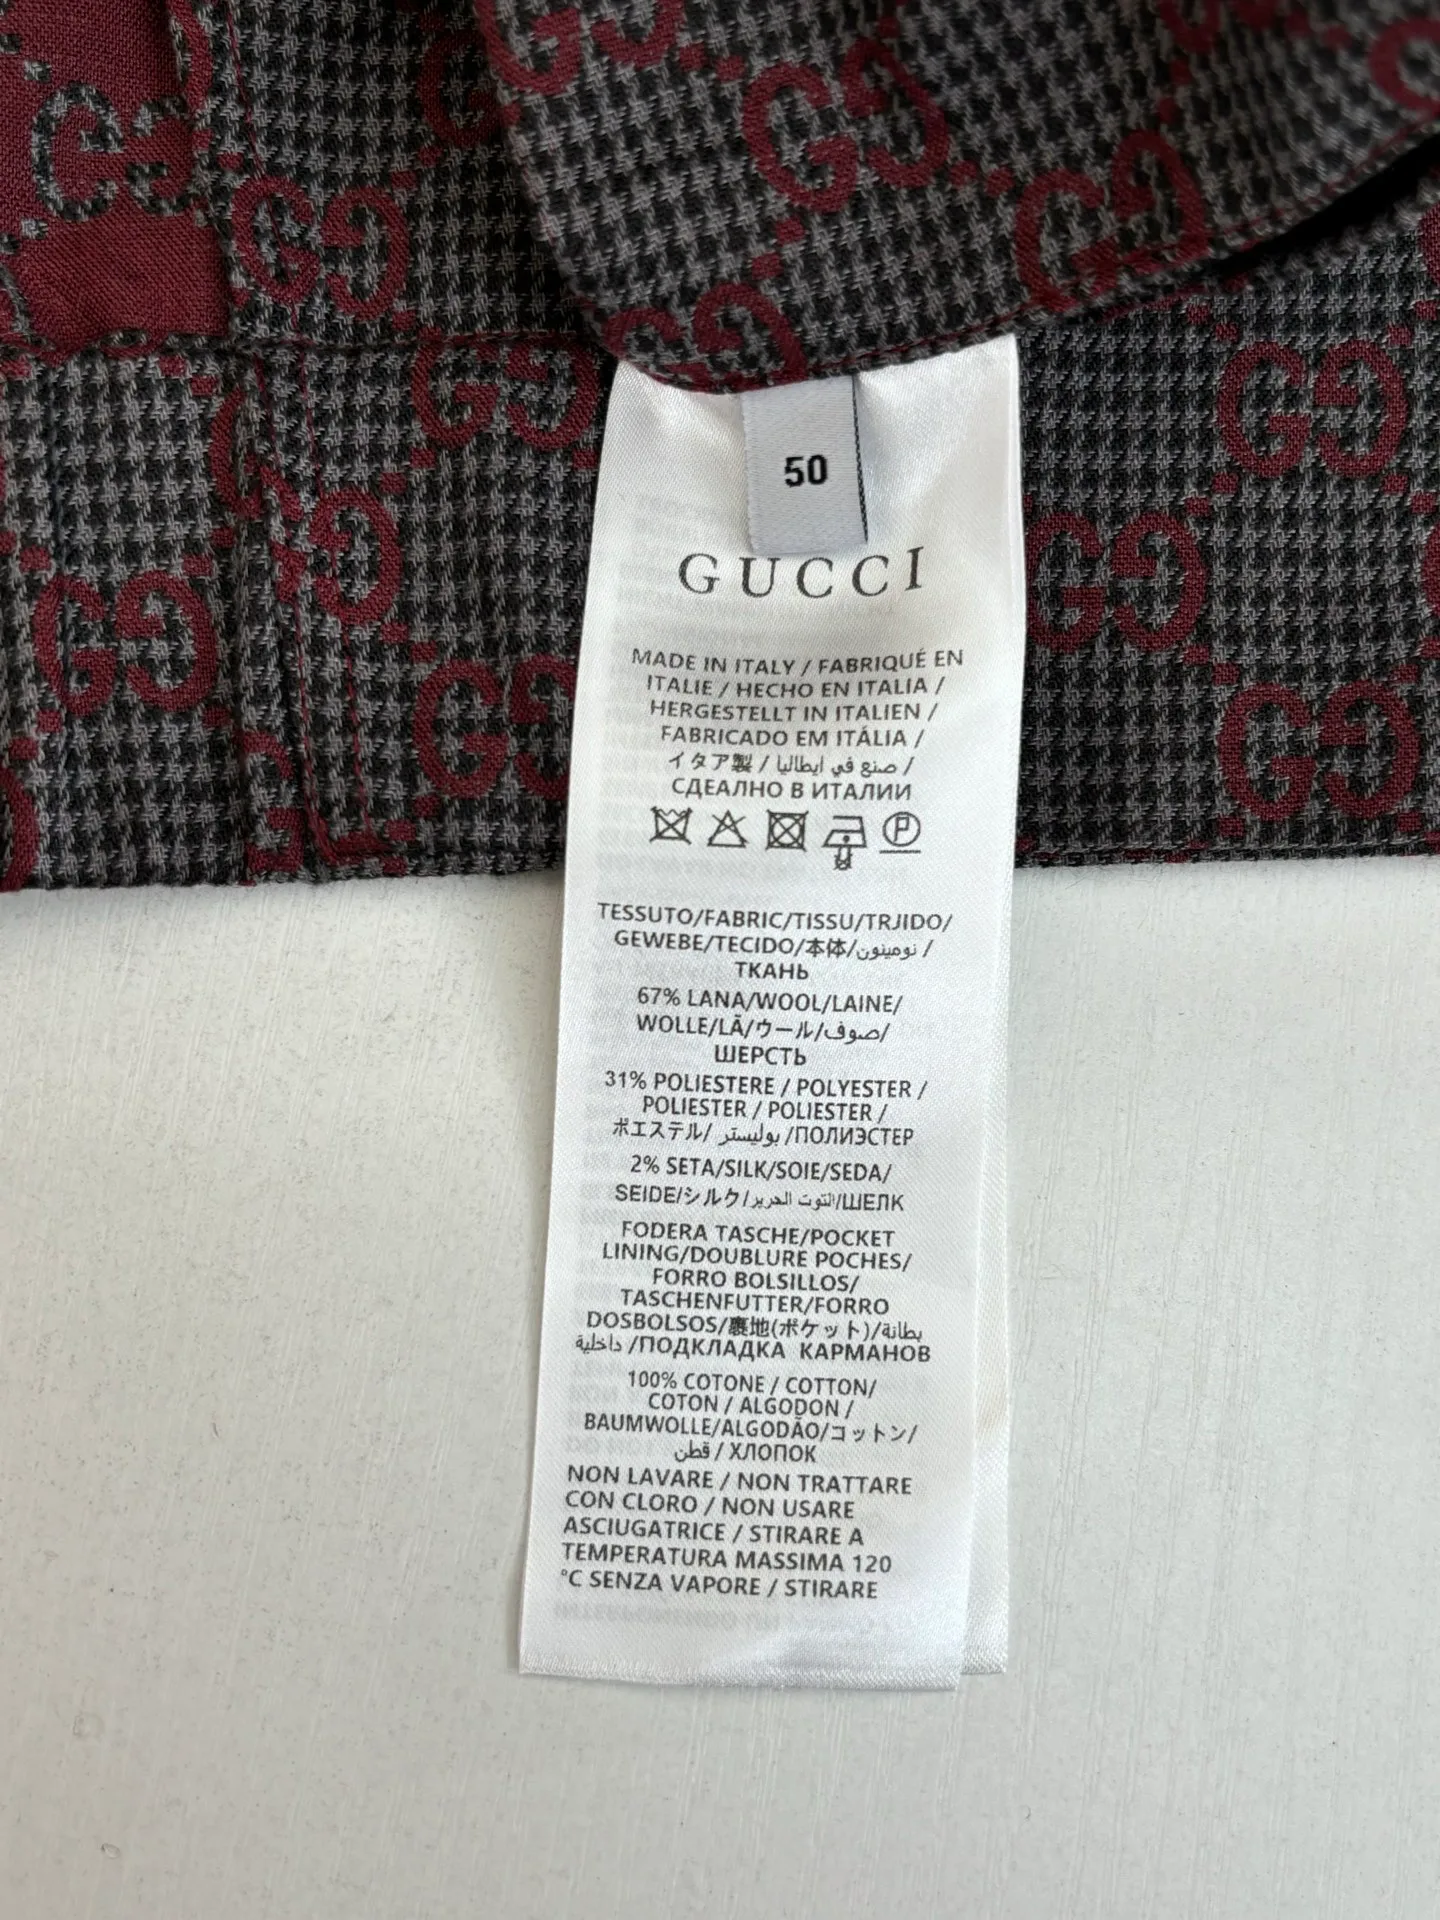 50
GUCCI
MADE IN ITALY / FABRIQUÉ EN
ITALIE / HECHO EN ITALIA /
HERGESTELLT IN ITALIEN /
FABRICADO EM ITÁLIA /
イタア製 / صنع في ايطاليا /
СДЕАЛНО В ИТАЛИИ
P
TESSUTO/FABRIC/TISSU/TRJIDO/
GEWEBE/TECIDO/本体/نومينون /
ТКАНЬ
67% LANA/WOOL/LAINE/
WOLLE/LÃ/ウール/صوف/
ШЕРСТЬ
31% POLIESTERE / POLYESTER /
POLIESTER / POLIESTER /
ポエステル/ بوليستر /ПОЛИЭСТЕР
2% SETA/SILK/SOIE/SEDA/
SEIDE/シルク/التوت الحرير/ШЕЛК
FODERA TASCHE/POCKET
LINING/DOUBLURE POCHES/
FORRO BOLSILLOS/
TASCHENFUTTER/FORRO
DOSBOLSOS/裏地(ポケット)/بطانة
داخلية /ПОДКЛАДКА КАРМАНОВ
100% COTONE / COTTON/
COTON / ALGODON /
BAUMWOLLE/ALGODÃO/コットン/
قطن / ХЛОПОК
NON LAVARE / NON TRATTARE
CON CLORO / NON USARE
ASCIUGATRICE / STIRARE A
TEMPERATURA MASSIMA 120
°C SENZA VAPORE / STIRARE